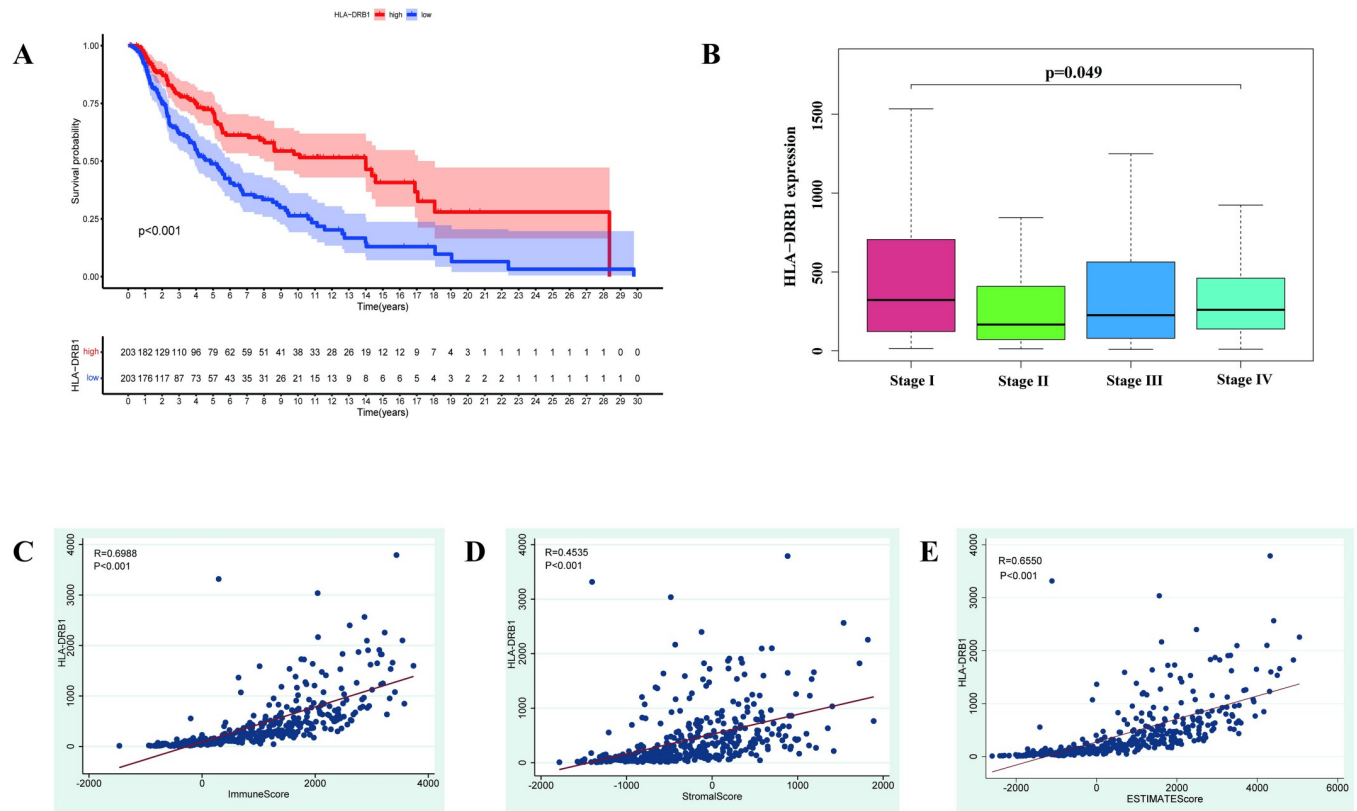 HLA-DRB1 high low
A
Survival probability
1.00
0.75
0.50
0.25
0.00
p<0.001
0 1 2 3 4 5 6 7 8 9 10 11 12 13 14 15 16 17 18 19 20 21 22 23 24 25 26 27 28 29 30
Time(years)
HLA-DRB1
high 203 182 129 110 96 79 62 59 51 41 38 33 28 26 19 12 12 9 7 4 3 1 1 1 1 1 1 1 1 0 0
low 203 176 117 87 73 57 43 35 31 26 21 15 13 9 8 6 6 5 4 3 2 2 2 1 1 1 1 1 1 1 0
0 1 2 3 4 5 6 7 8 9 10 11 12 13 14 15 16 17 18 19 20 21 22 23 24 25 26 27 28 29 30
Time(years)
B
p=0.049
HLA-DRB1 expression
1500
1000
500
0
Stage I Stage II Stage III Stage IV
C
R=0.6988
P<0.001
HLA-DRB1
4000
3000
2000
1000
0
-2000 0 2000 4000
ImmuneScore
D
R=0.4535
P<0.001
HLA-DRB1
4000
3000
2000
1000
0
-2000 -1000 0 1000 2000
StromalScore
E
R=0.6550
P<0.001
HLA-DRB1
4000
3000
2000
1000
0
-2000 0 2000 4000 6000
ESTIMATEScore